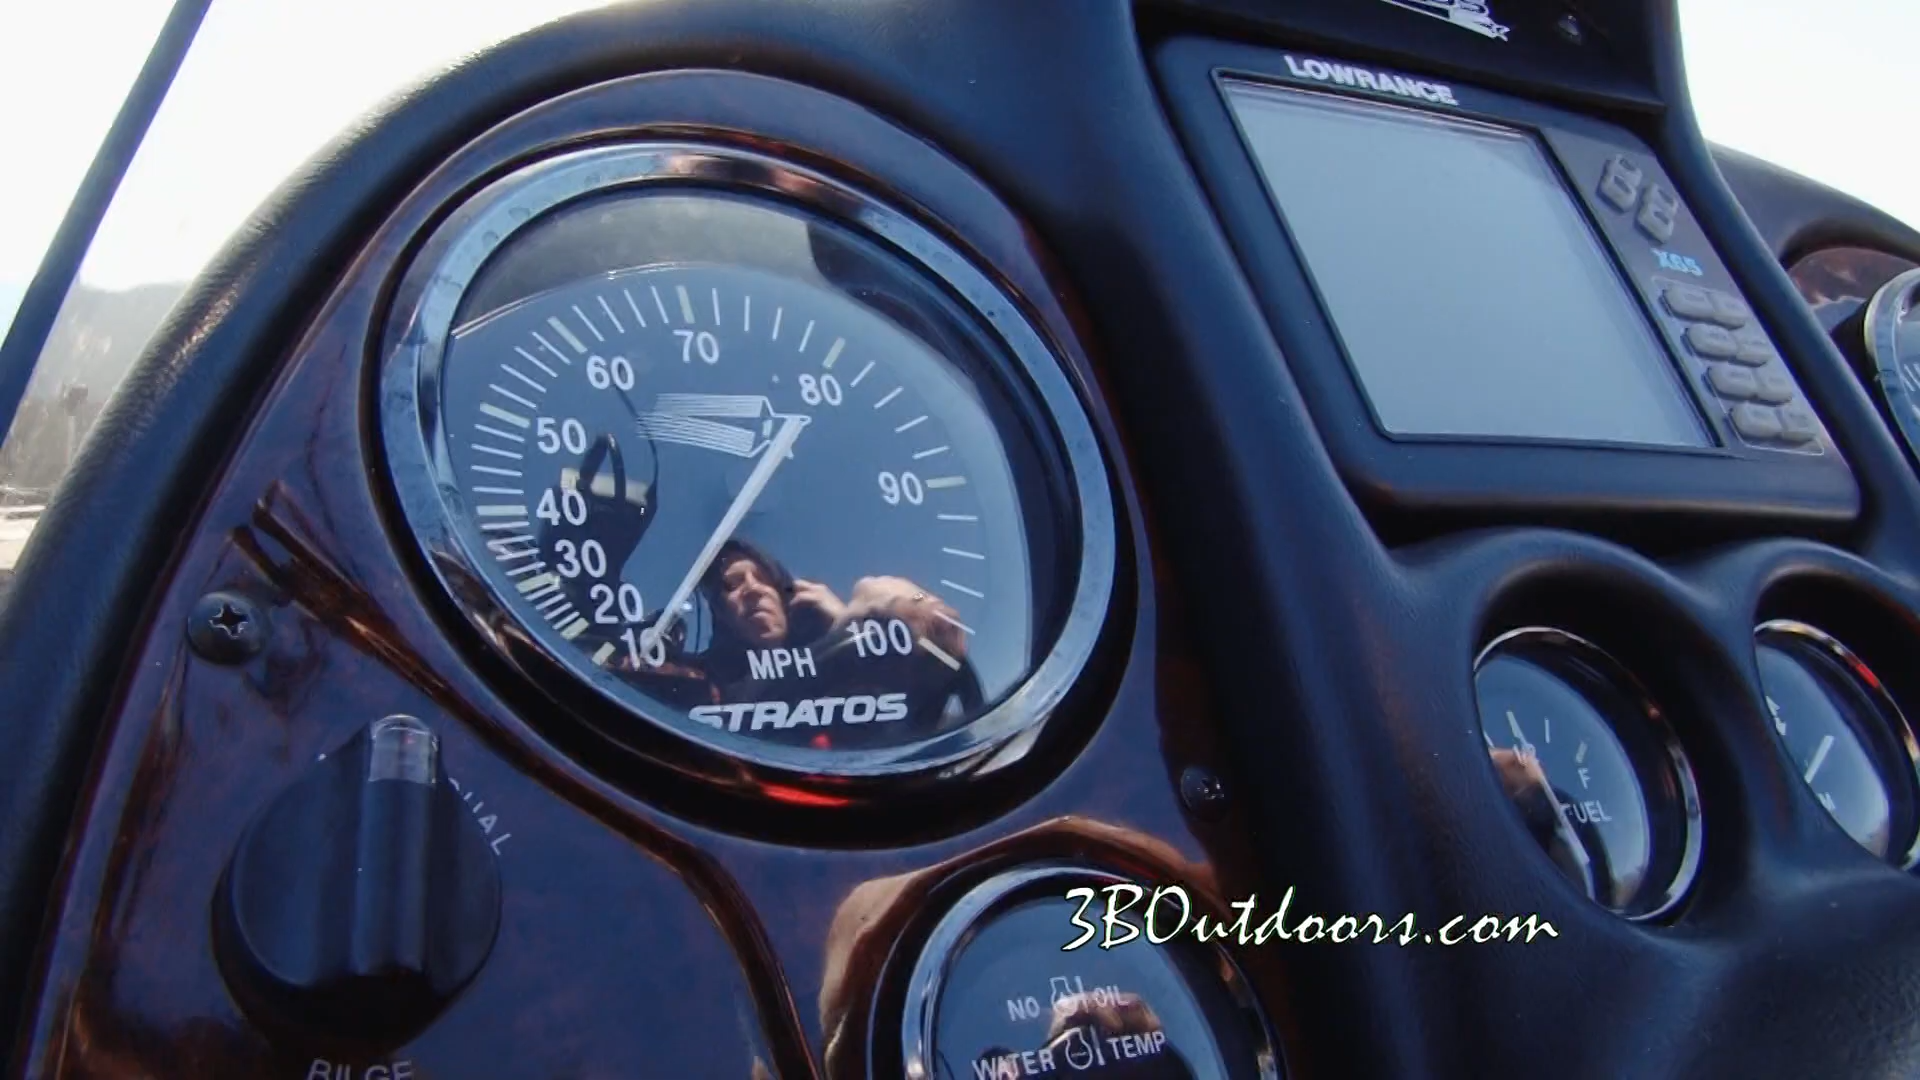 LOWRANCE
X65
70
60
80
50
90
40
30
20
10
100
MPH
STRATOS
F
FUEL
3BOutdoors.com
NO OIL
WATER TEMP
BILGE